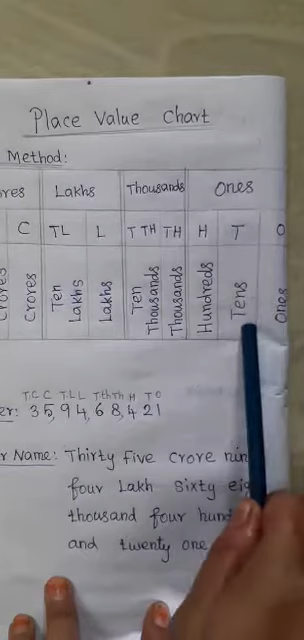 Place Value Chart
Method:
Lakhs Thousands Ones
C TL L T TH TH H T O
Crores Ten Lakhs Lakhs Ten Thousands Thousands Hundreds Tens Ones
T.C C T.L L T.th Th H T O
35,94,68,421
Name: Thirty five crore
four Lakh Sixty
thousand four
and twenty one